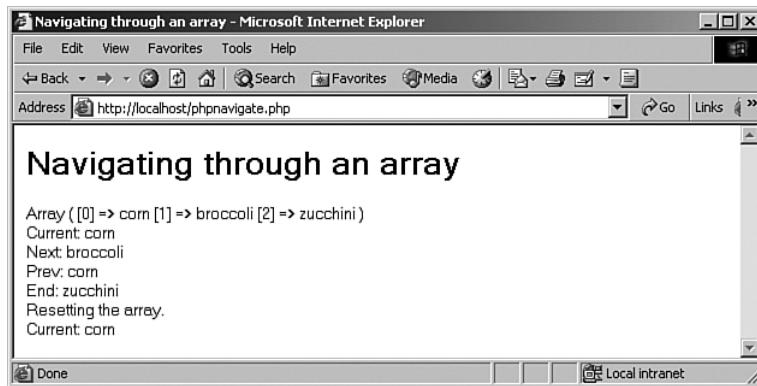 Navigating through an array - Microsoft Internet Explorer
File Edit View Favorites Tools Help
Back Search Favorites Media
Address http://localhost/phpnavigate.php Go Links »
Navigating through an array
Array ( [0] => corn [1] => broccoli [2] => zucchini )
Current: corn
Next: broccoli
Prev: corn
End: zucchini
Resetting the array.
Current: corn
Done Local intranet